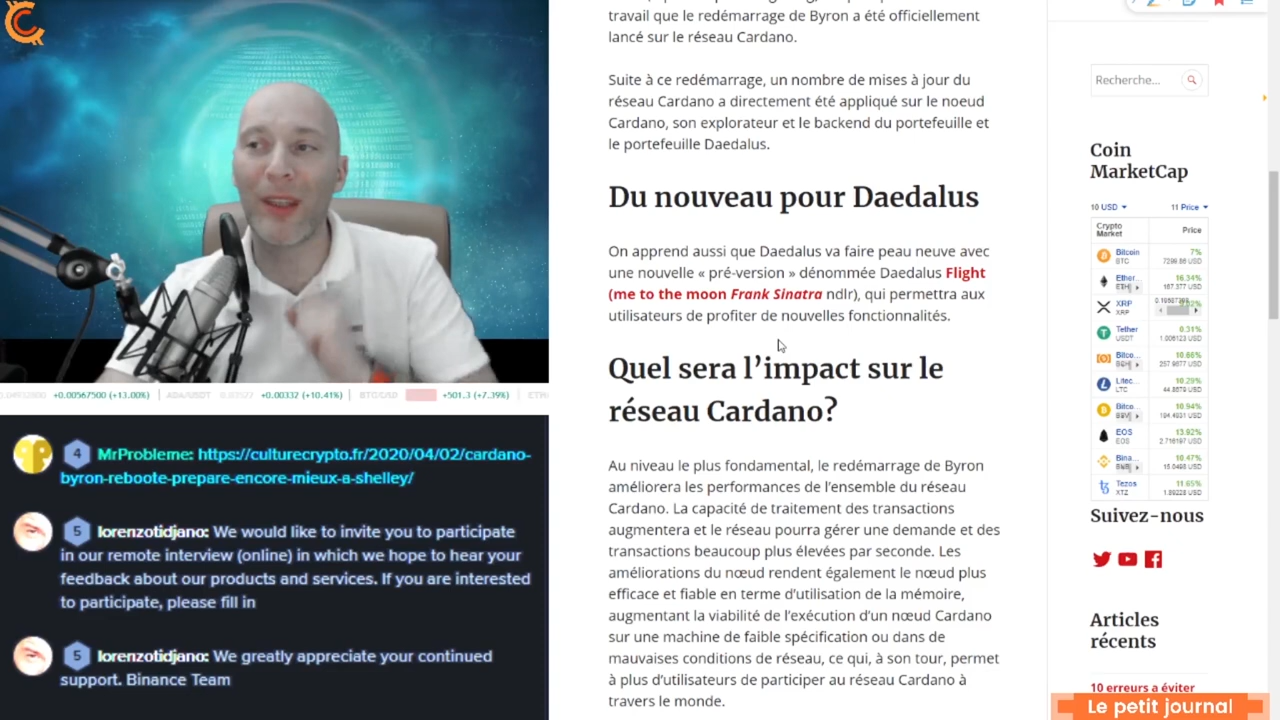 travail que le redémarrage de Byron a été officiellement
lancé sur le réseau Cardano.
Suite à ce redémarrage, un nombre de mises à jour du
réseau Cardano a directement été appliqué sur le noeud
Cardano, son explorateur et le backend du portefeuille et
le portefeuille Daedalus.
Du nouveau pour Daedalus
On apprend aussi que Daedalus va faire peau neuve avec
une nouvelle « pré-version » dénommée Daedalus Flight
(me to the moon Frank Sinatra ndlr), qui permettra aux
utilisateurs de profiter de nouvelles fonctionnalités.
Quel sera l’impact sur le
réseau Cardano?
Au niveau le plus fondamental, le redémarrage de Byron
améliorera les performances de l’ensemble du réseau
Cardano. La capacité de traitement des transactions
augmentera et le réseau pourra gérer une demande et des
transactions beaucoup plus élevées par seconde. Les
améliorations du nœud rendent également le nœud plus
efficace et fiable en terme d’utilisation de la mémoire,
augmentant la viabilité de l’exécution d’un nœud Cardano
sur une machine de faible spécification ou dans de
mauvaises conditions de réseau, ce qui, à son tour, permet
à plus d’utilisateurs de participer au réseau Cardano à
travers le monde.
+0.00567500 (+13.00%) ADA/USDT +0.00332 (+10.41%) BTC/USD +501.3 (+7.39%) ETH
4 MrProbleme: https://culturecrypto.fr/2020/04/02/cardano-
byron-reboote-prepare-encore-mieux-a-shelley/
5 lorenzotidjano: We would like to invite you to participate
in our remote interview (online) in which we hope to hear your
feedback about our products and services. If you are interested
to participate, please fill in
5 lorenzotidjano: We greatly appreciate your continued
support. Binance Team
Recherche...
Coin
MarketCap
10 USD 11 Price
Crypto
Market Price
Bitcoin 7%
BTC 7299.86 USD
Ether... 16.34%
ETH 167.377 USD
XRP
XRP
Tether 0.31%
USDT 1.006123 USD
Bitco... 10.66%
BCH 257.9677 USD
Litec... 10.29%
LTC 44.8579 USD
Bitco... 10.94%
BSV 194.4931 USD
EOS 13.92%
EOS 2.716197 USD
Bina... 10.47%
BNB 15.0495 USD
Tezos 11.65%
XTZ 1.89228 USD
Suivez-nous
Articles
récents
10 erreurs a éviter
Le petit journal